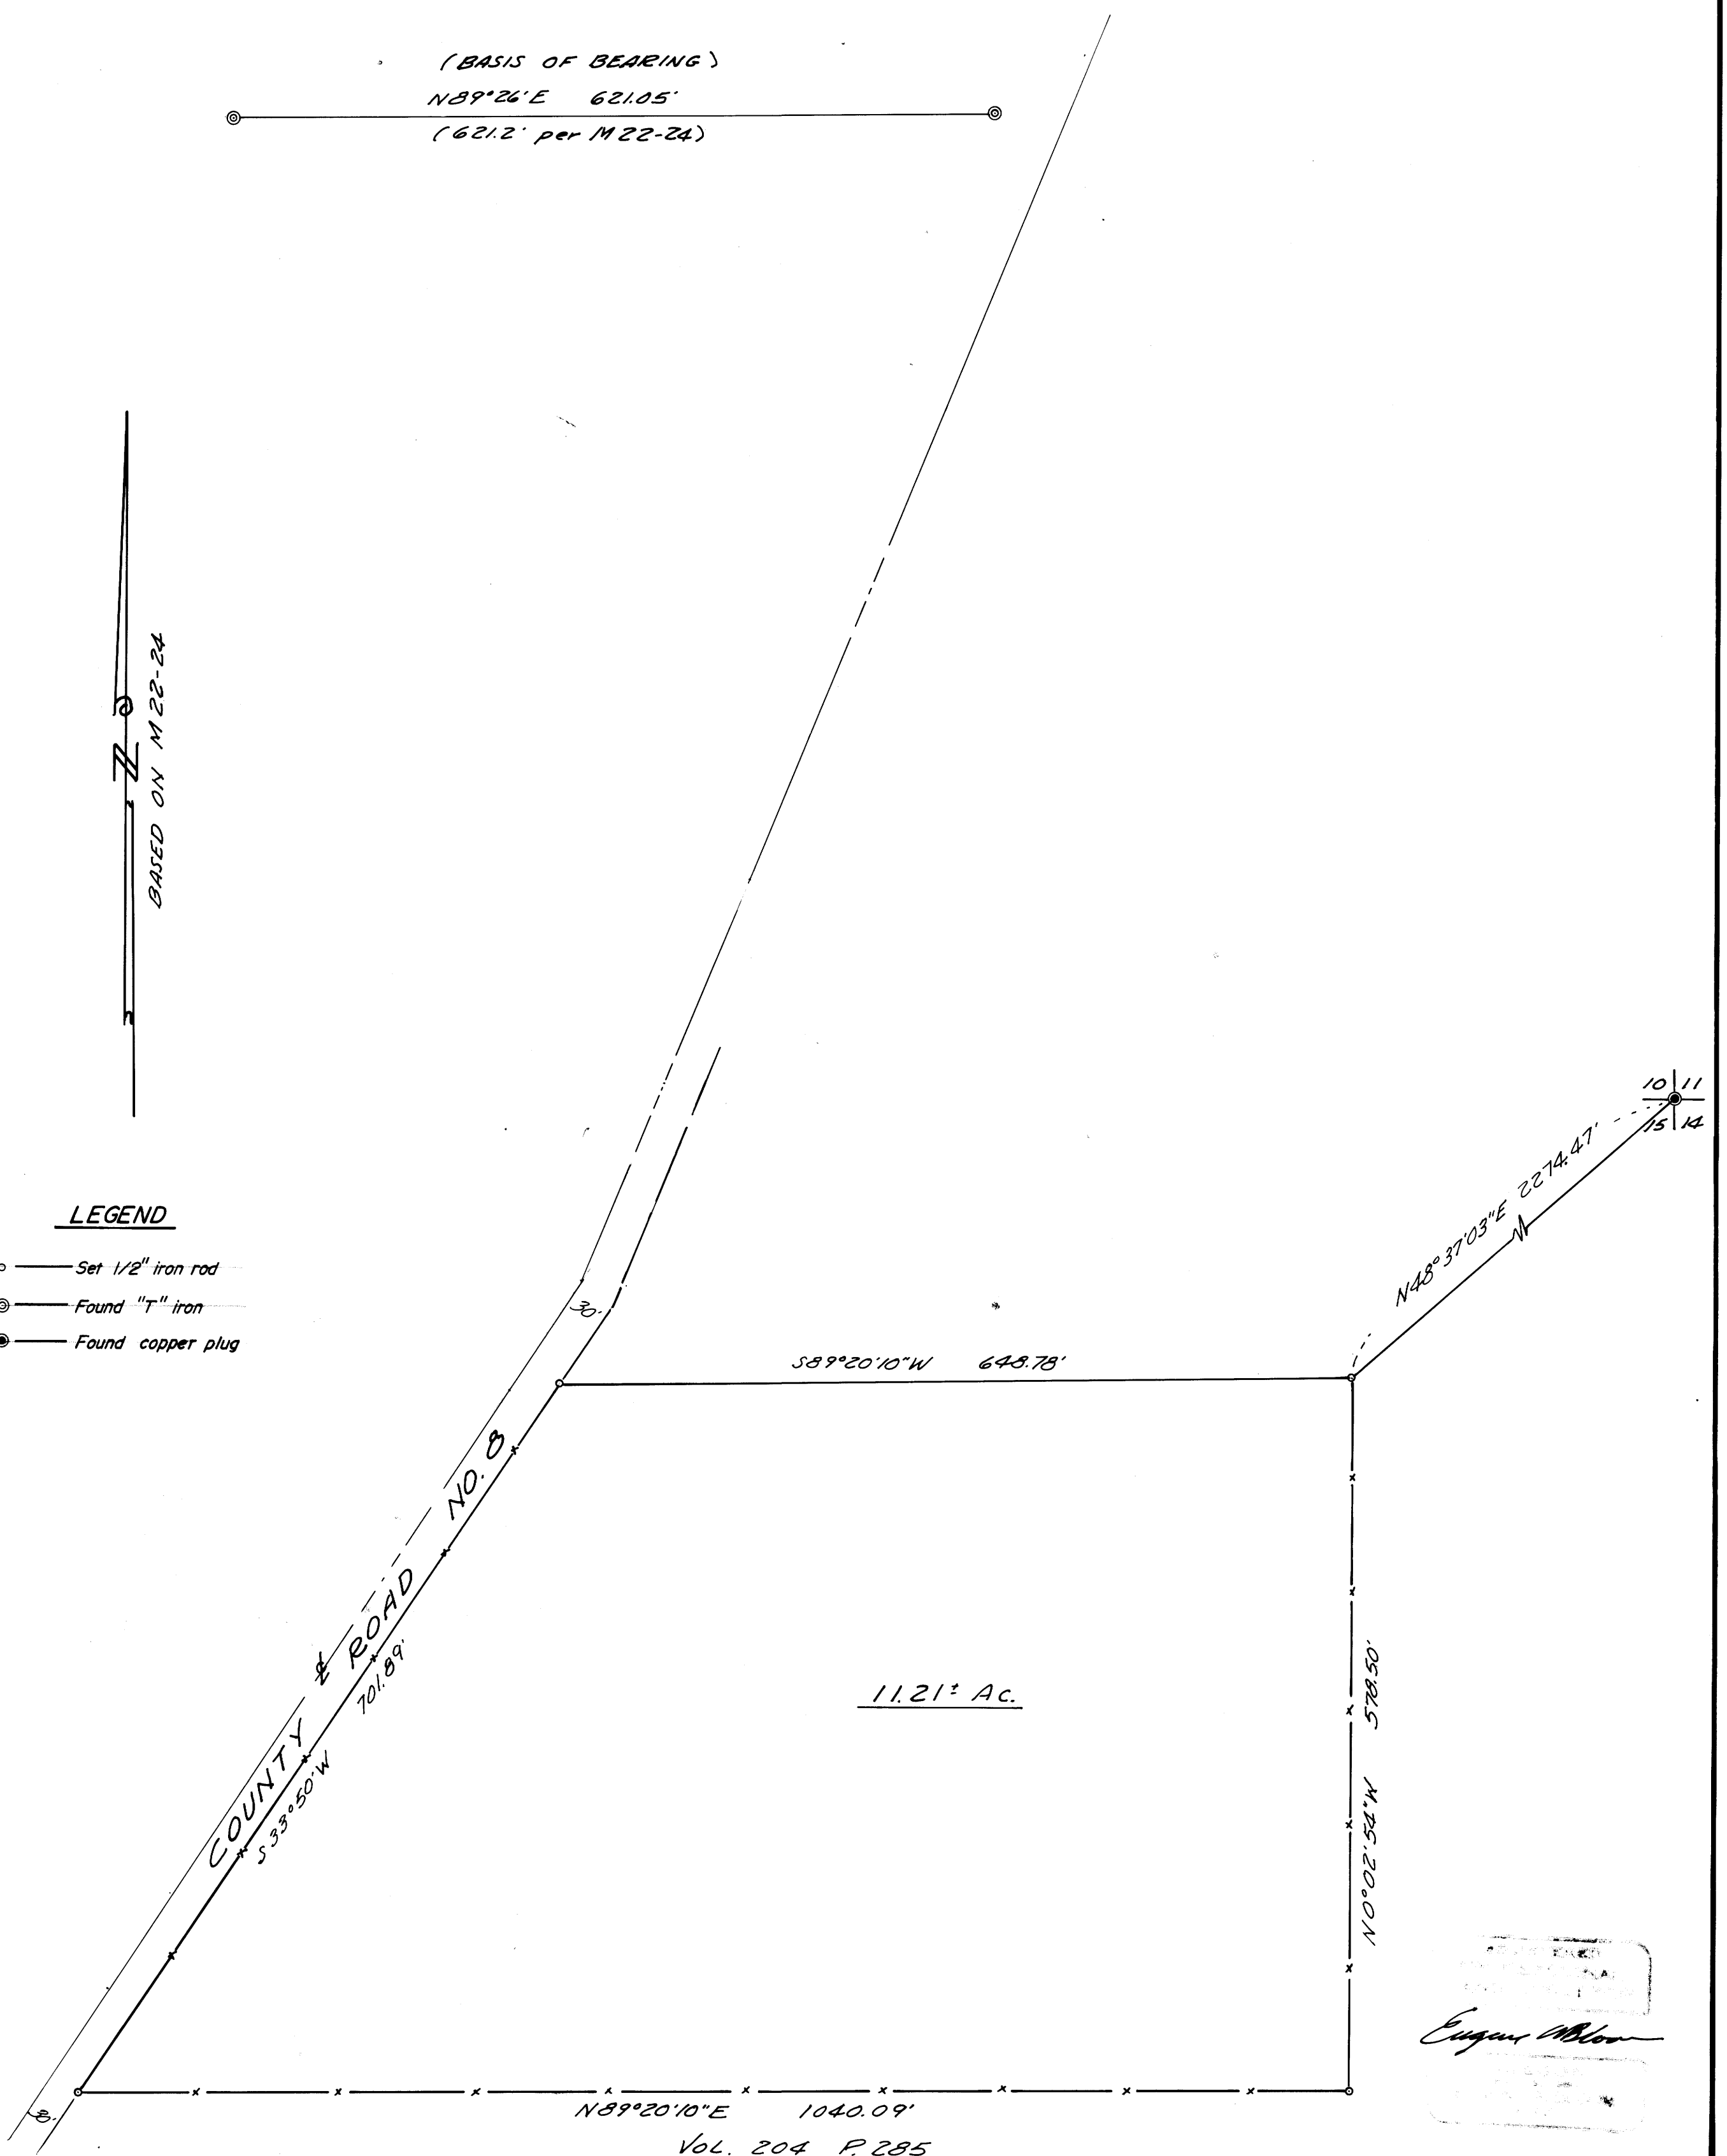 (BASIS OF BEARING)
N89°26'E 621.05'
(621.2' per M22-24)
N
BASED ON M22-24
10 11
15 14
N48°37'03"E 2274.47'
LEGEND
Set 1/2" iron rod
Found "T" iron
Found copper plug
30'
S89°20'10"W 648.78'
COUNTY ℄ ROAD NO. 8
S33°50'W 701.89'
11.21± Ac.
N0°02'54"W 578.50'
Eugene
30'
N89°20'10"E 1040.09'
VOL. 204 P. 285